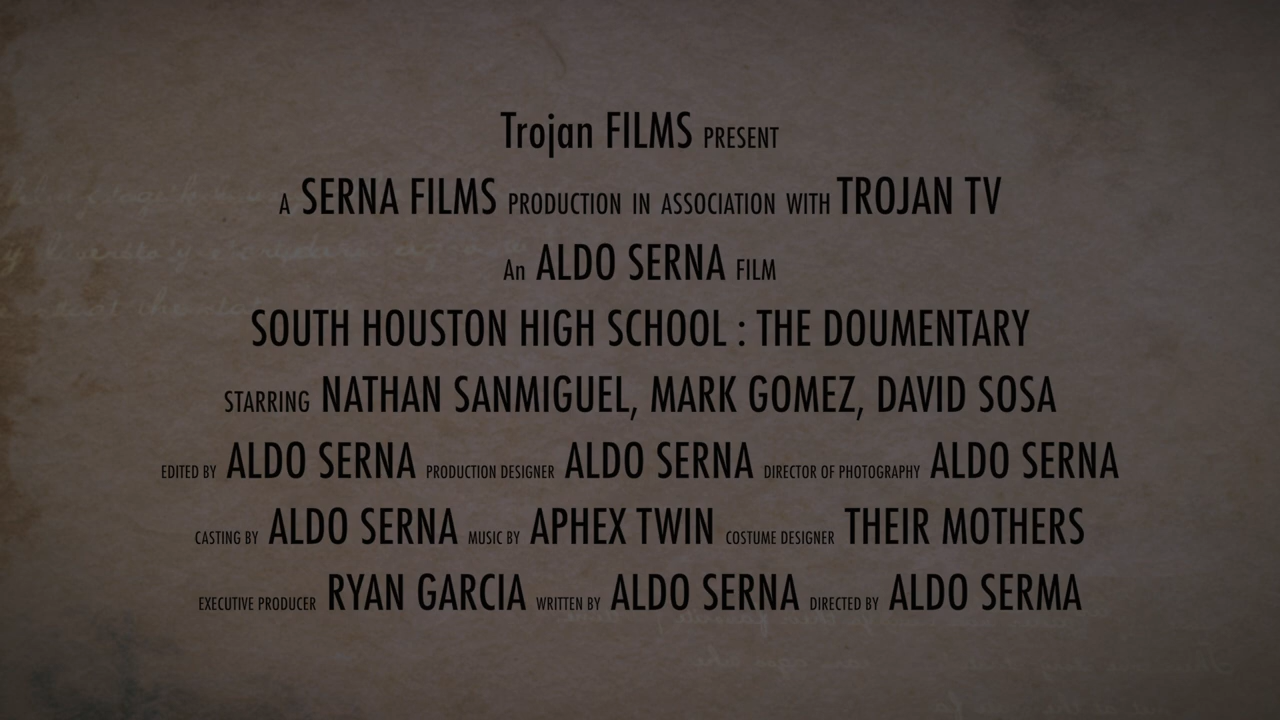 Trojan FILMS PRESENT
A SERNA FILMS PRODUCTION IN ASSOCIATION WITH TROJAN TV
An ALDO SERNA FILM
SOUTH HOUSTON HIGH SCHOOL : THE DOUMENTARY
STARRING NATHAN SANMIGUEL, MARK GOMEZ, DAVID SOSA
EDITED BY ALDO SERNA PRODUCTION DESIGNER ALDO SERNA DIRECTOR OF PHOTOGRAPHY ALDO SERNA
CASTING BY ALDO SERNA MUSIC BY APHEX TWIN COSTUME DESIGNER THEIR MOTHERS
EXECUTIVE PRODUCER RYAN GARCIA WRITTEN BY ALDO SERNA DIRECTED BY ALDO SERMA